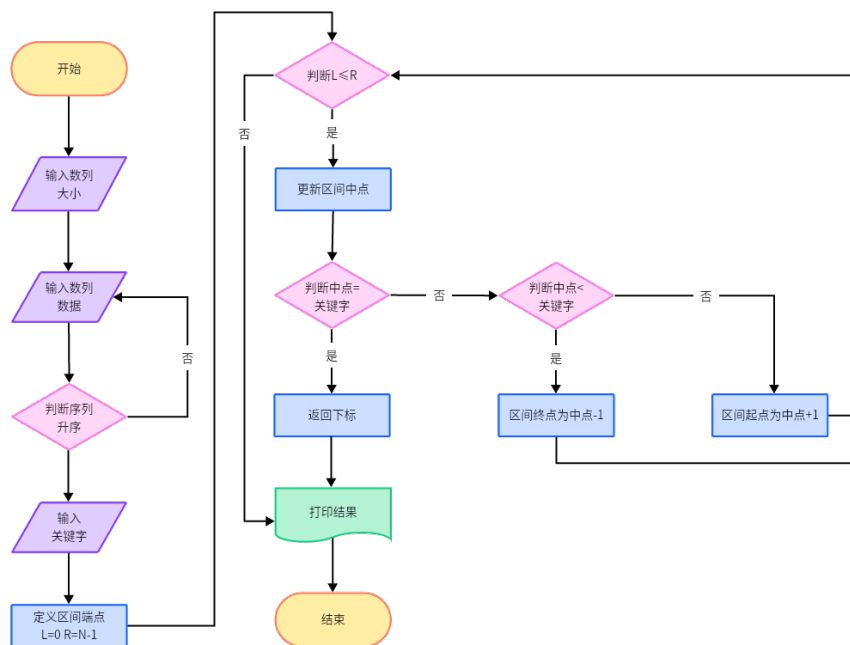 开始
输入数列
大小
输入数列
数据
否
判断序列
升序
输入
关键字
定义区间端点
L=0 R=N-1
判断L≤R
否
是
更新区间中点
判断中点=
关键字
否
是
返回下标
打印结果
结束
判断中点<
关键字
否
是
区间终点为中点-1
区间起点为中点+1